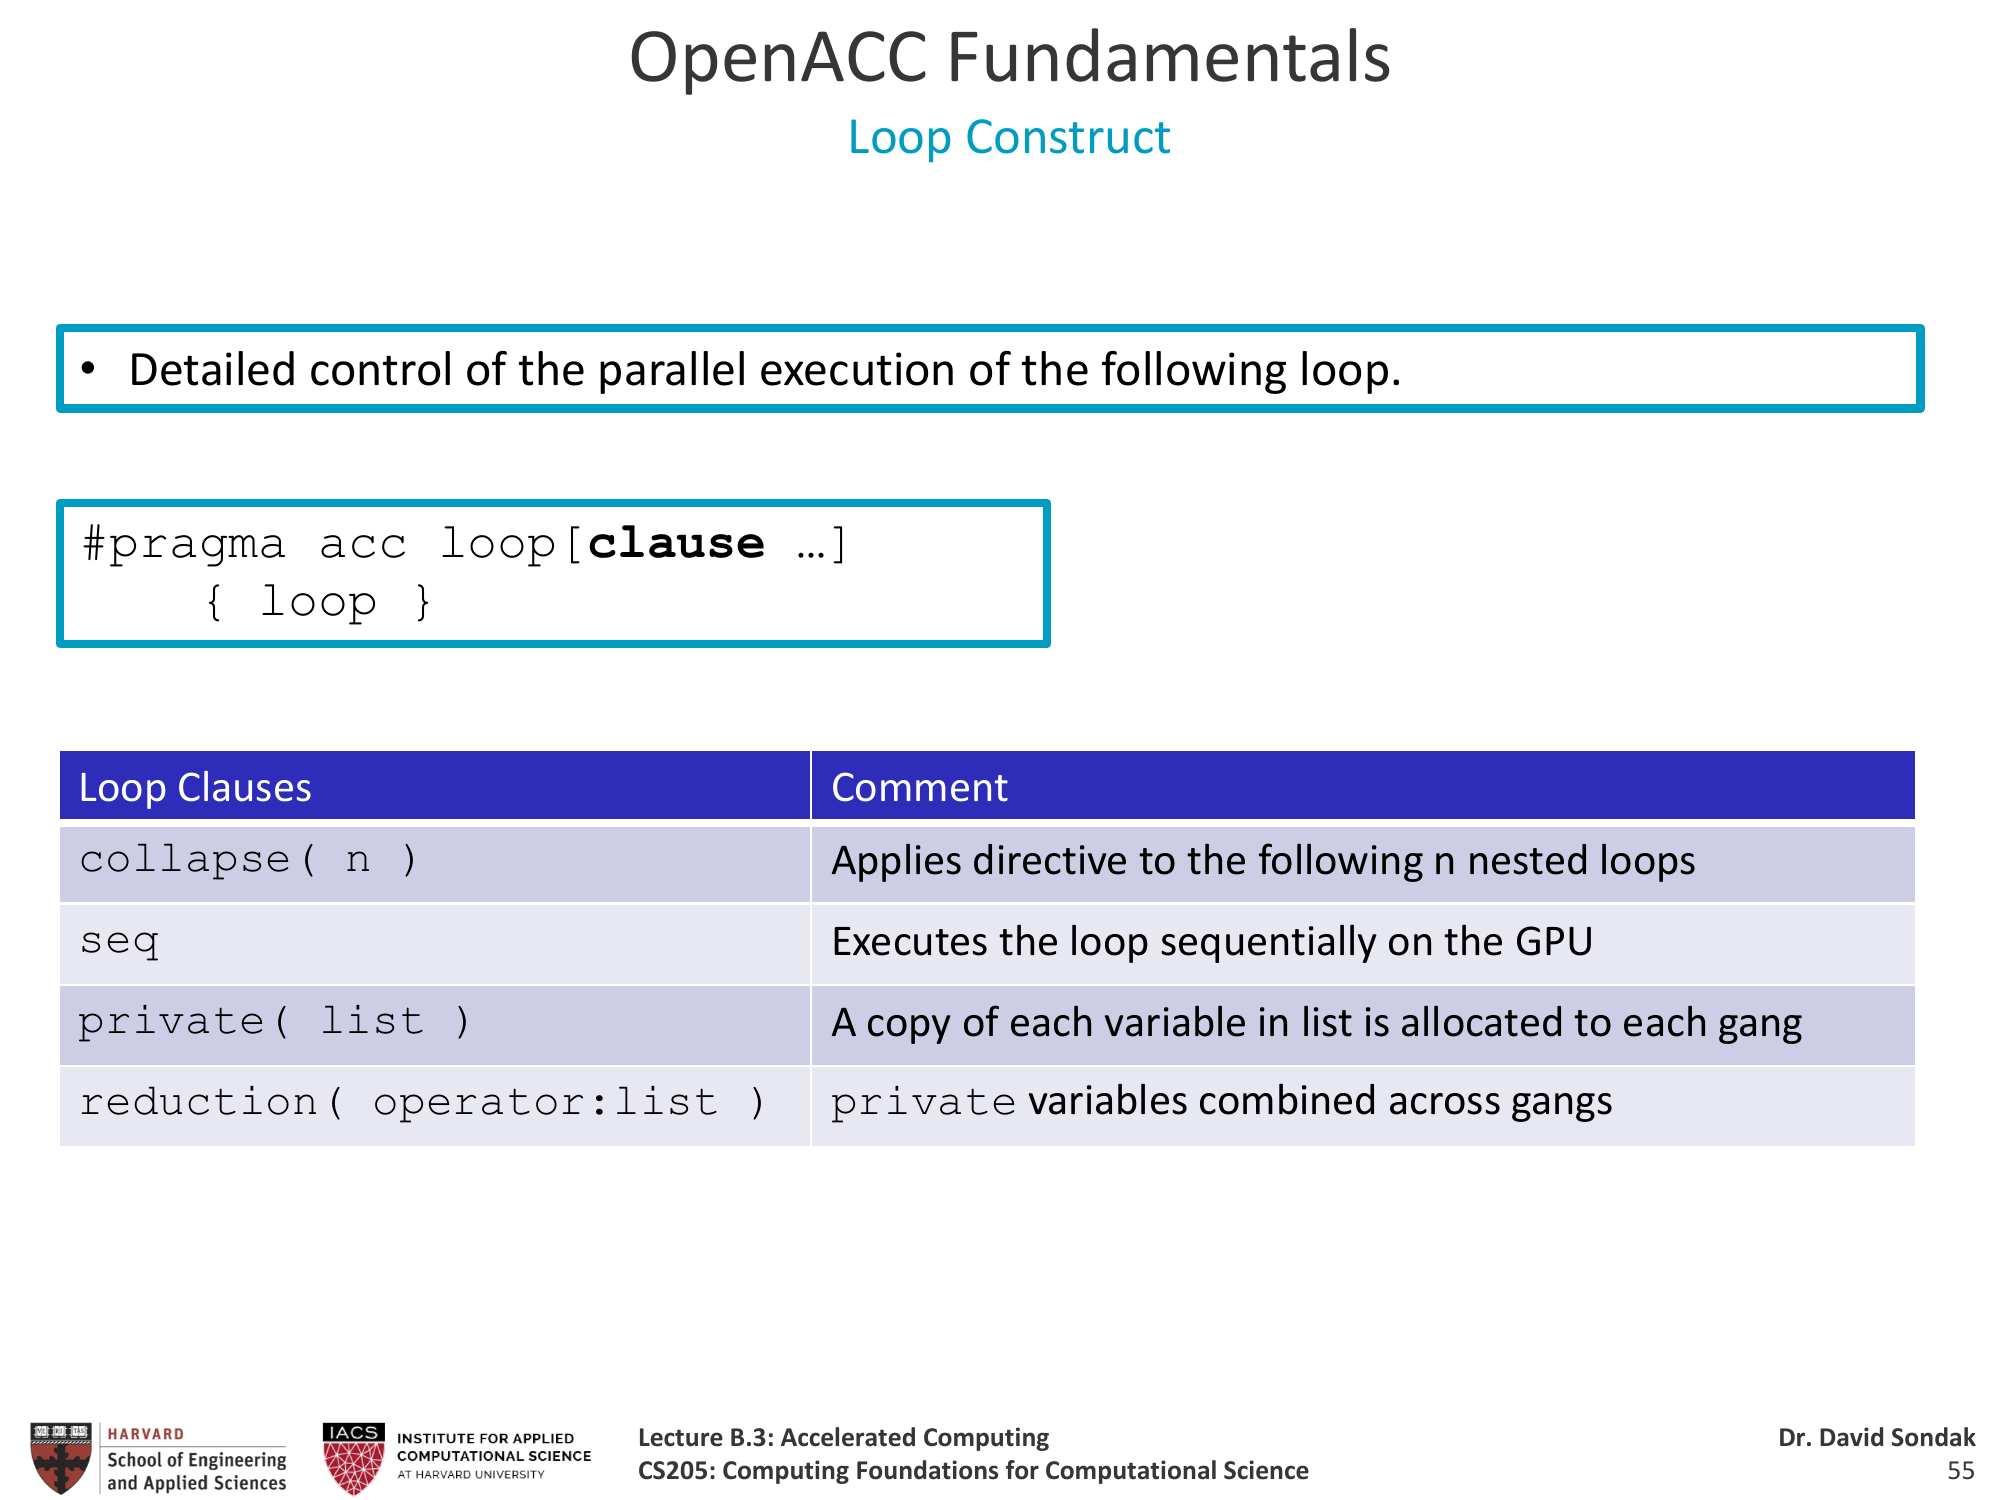 OpenACC Fundamentals
Loop Construct
• Detailed control of the parallel execution of the following loop.
#pragma acc loop[clause …]
{ loop }
Loop Clauses Comment
collapse( n ) Applies directive to the following n nested loops
seq Executes the loop sequentially on the GPU
private( list ) A copy of each variable in list is allocated to each gang
reduction( operator:list ) private variables combined across gangs
HARVARD
School of Engineering
and Applied Sciences
IACS
INSTITUTE FOR APPLIED
COMPUTATIONAL SCIENCE
AT HARVARD UNIVERSITY
Lecture B.3: Accelerated Computing
CS205: Computing Foundations for Computational Science
Dr. David Sondak
55